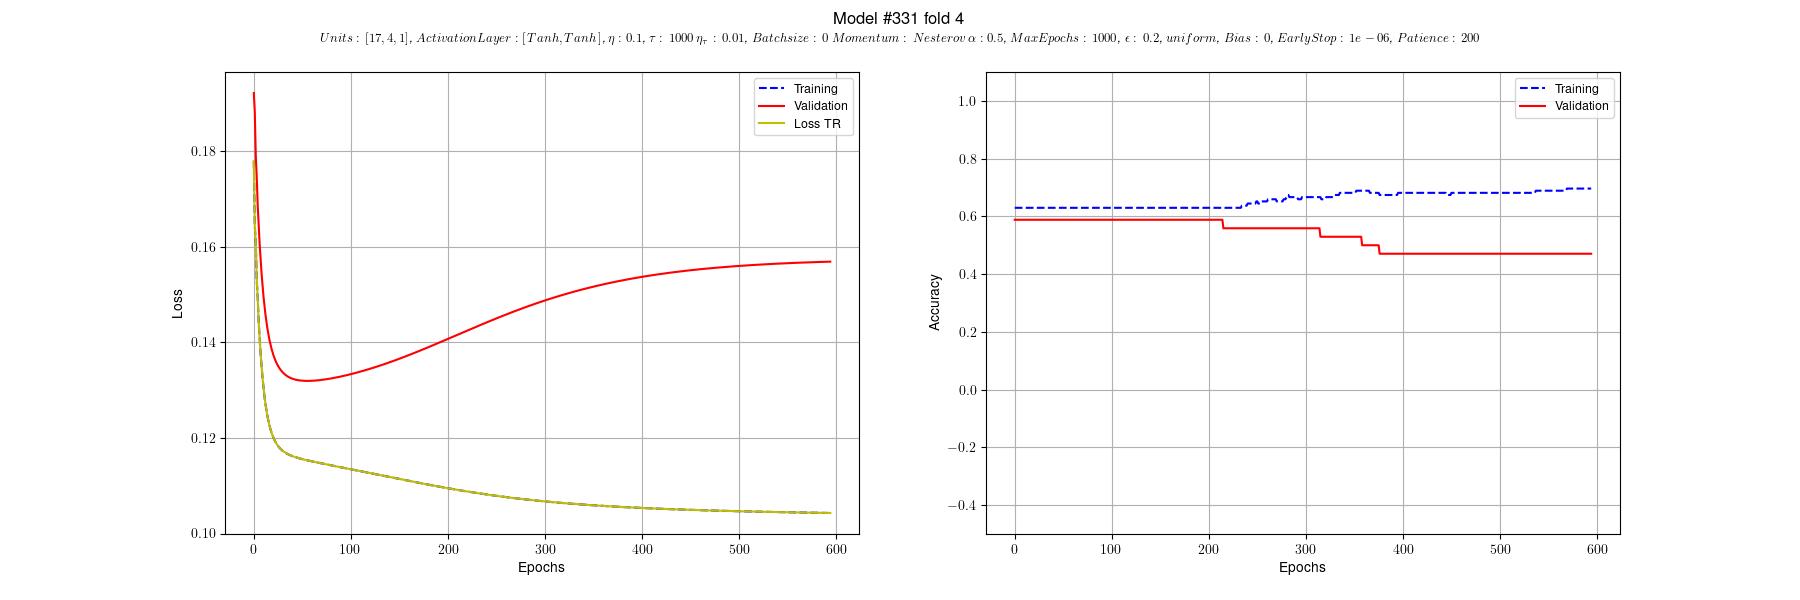 Model #331 fold 4
Units : [17, 4, 1], ActivationLayer : [Tanh, Tanh], η : 0.1, τ : 1000 η_τ : 0.01, Batchsize : 0 Momentum : Nesterov α : 0.5, MaxEpochs : 1000, ϵ : 0.2, uniform, Bias : 0, EarlyStop : 1e − 06, Patience : 200
Training
Validation
Loss TR
0.18
0.16
0.14
0.12
0.10
Loss
0 100 200 300 400 500 600
Epochs
Training
Validation
1.0
0.8
0.6
0.4
0.2
0.0
−0.2
−0.4
Accuracy
0 100 200 300 400 500 600
Epochs